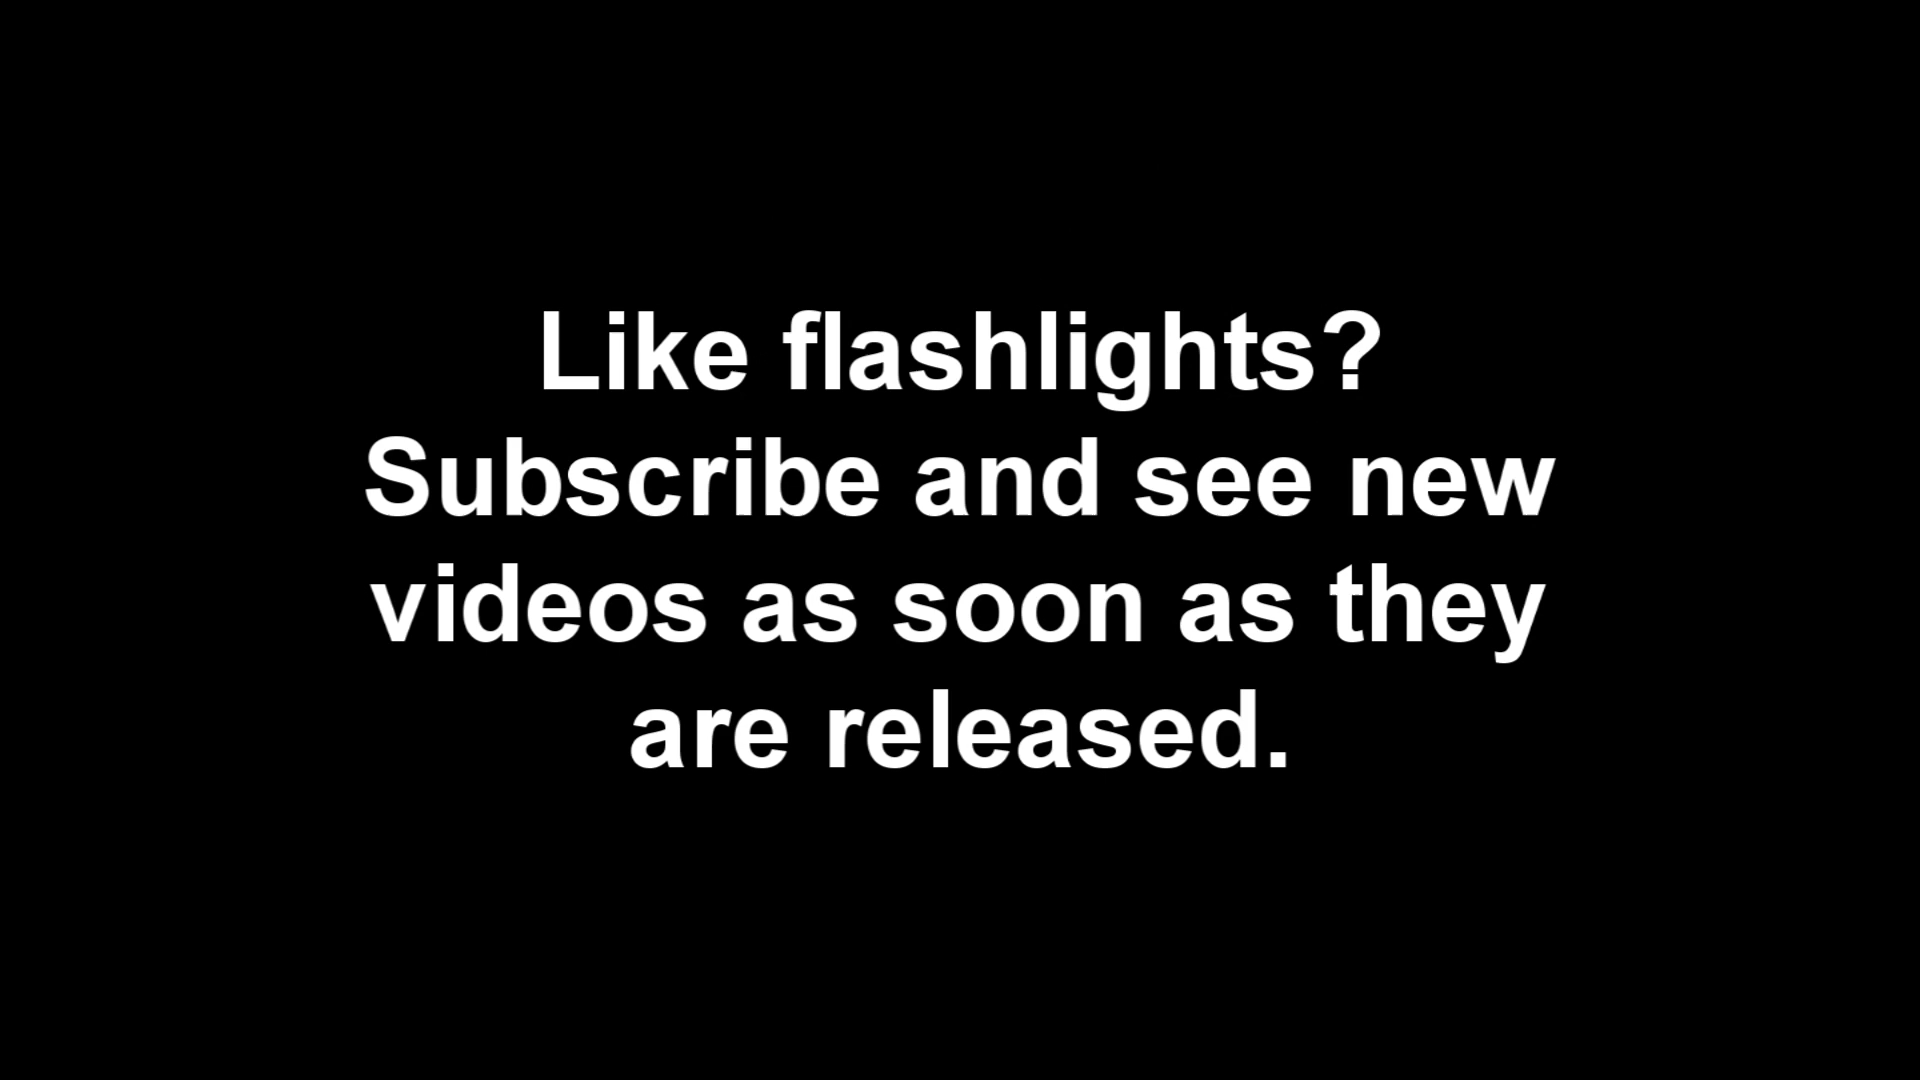 Like flashlights?
Subscribe and see new
videos as soon as they
are released.